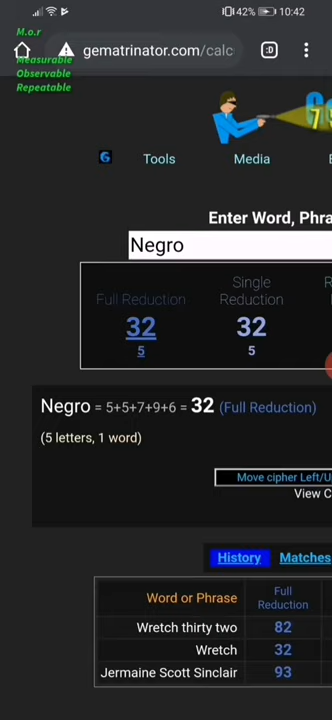 M.o.r
Measurable
Observable
Repeatable
42%
10:42
gematrinator.com/calc
:D
G
Tools
Media
Enter Word, Phra
Negro
Full Reduction
Single Reduction
32
32
5
5
Negro = 5+5+7+9+6 = 32 (Full Reduction)
(5 letters, 1 word)
Move cipher Left/U
View C
History
Matches
Word or Phrase
Full Reduction
Wretch thirty two 82
Wretch 32
Jermaine Scott Sinclair 93